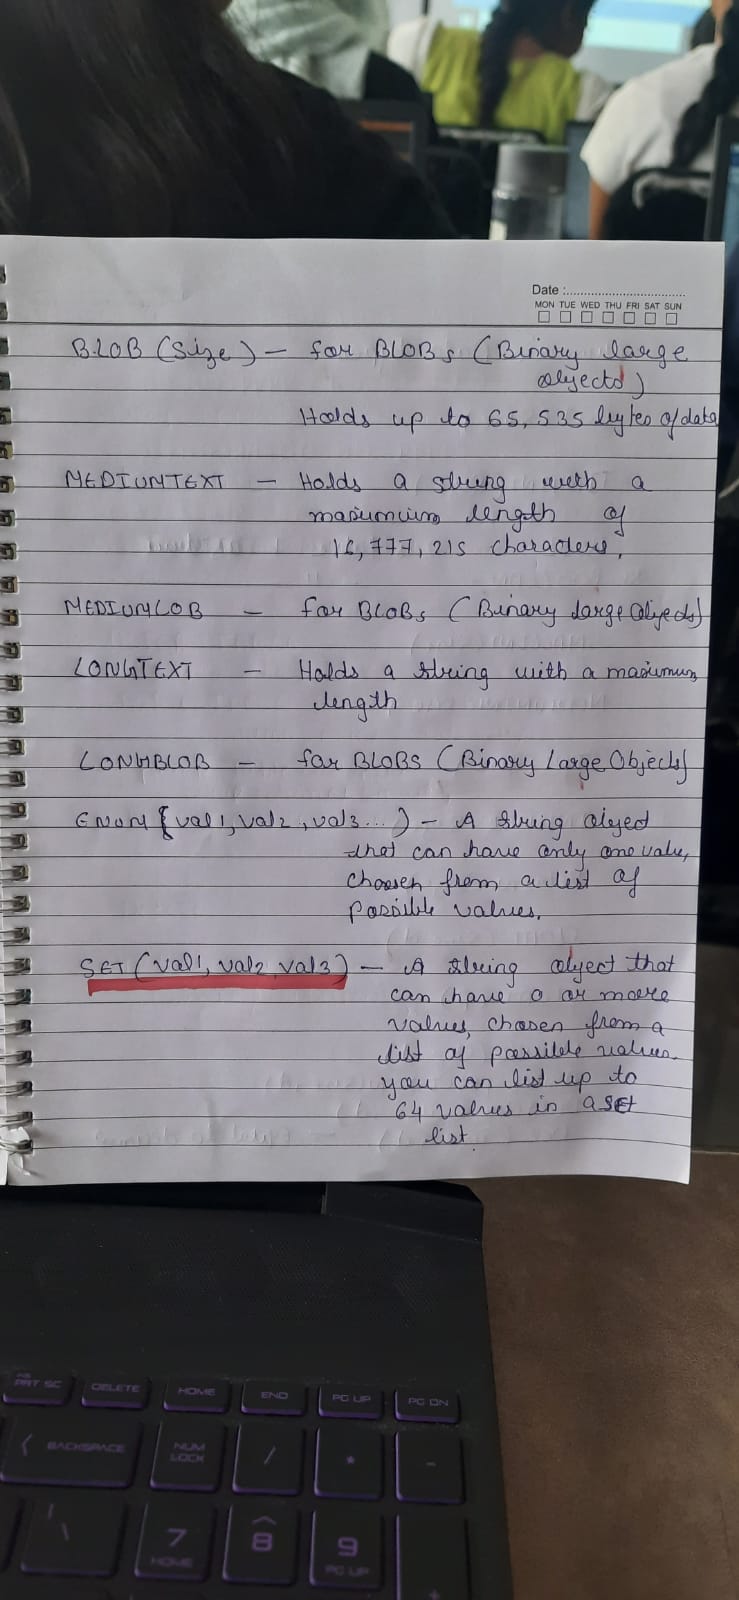 Date :
MON TUE WED THU FRI SAT SUN
BLOB (Size) – for BLOBs (Binary large
objects)
Holds up to 65,535 bytes of data
MEDIUMTEXT – Holds a string with a
maximum length of
16,777,215 characters.
MEDIUMLOB – for BLOBs (Binary large Objects)
LONGTEXT – Holds a string with a maximum
length
LONGBLOB – for BLOBS (Binary Large Objects)
ENUM (val1, val2, val3...) – A string object
that can have only one value,
choosen from a list of
possible values.
SET (val1, val2 val3) – A string object that
can have 0 or more
values, chosen from a
list of possible values.
you can list up to
64 values in a SET
list.
PRT SC DELETE HOME END PG UP PG DN
BACKSPACE NUM LOCK / * -
\ 7 8 9
HOME PG UP +